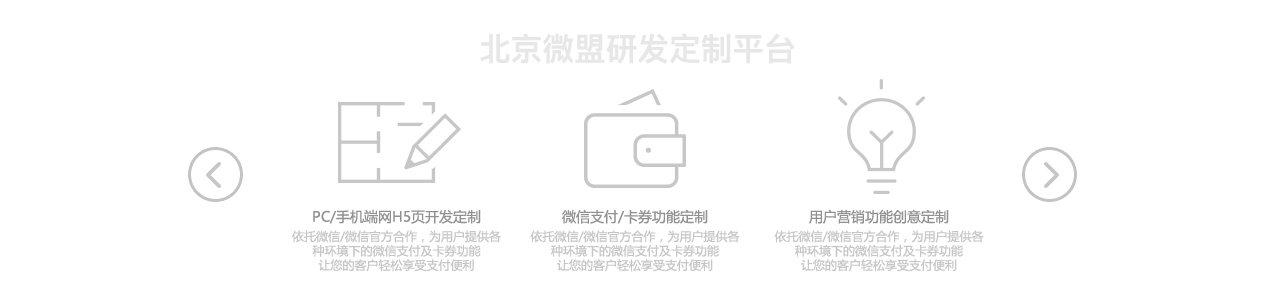 北京微盟研发定制平台
PC/手机端网H5页开发定制
依托微信/微信官方合作，为用户提供各
种环境下的微信支付及卡券功能
让您的客户轻松享受支付便利
微信支付/卡券功能定制
依托微信/微信官方合作，为用户提供各
种环境下的微信支付及卡券功能
让您的客户轻松享受支付便利
用户营销功能创意定制
依托微信/微信官方合作，为用户提供各
种环境下的微信支付及卡券功能
让您的客户轻松享受支付便利